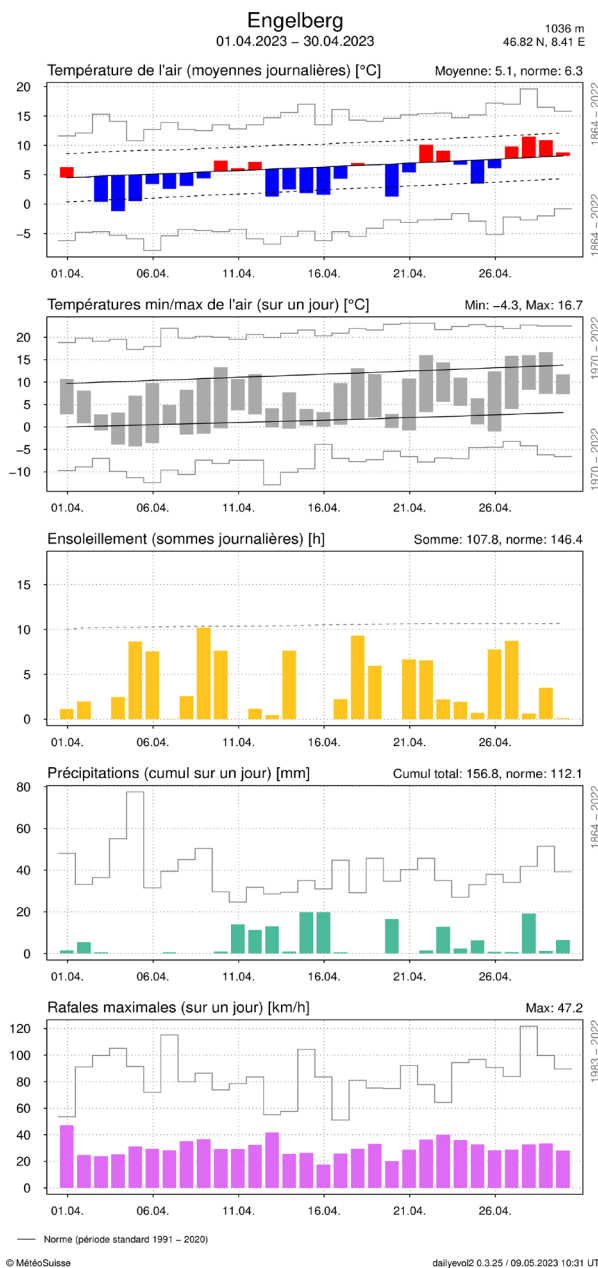 Engelberg
01.04.2023 – 30.04.2023
1036 m
46.82 N, 8.41 E
Température de l'air (moyennes journalières) [°C]
Moyenne: 5.1, norme: 6.3
20
15
10
5
0
−5
1864 – 2022
1864 – 2022
01.04. 06.04. 11.04. 16.04. 21.04. 26.04.
Températures min/max de l'air (sur un jour) [°C]
Min: −4.3, Max: 16.7
20
15
10
5
0
−5
−10
1970 – 2022
1970 – 2022
01.04. 06.04. 11.04. 16.04. 21.04. 26.04.
Ensoleillement (sommes journalières) [h]
Somme: 107.8, norme: 146.4
15
10
5
0
01.04. 06.04. 11.04. 16.04. 21.04. 26.04.
Précipitations (cumul sur un jour) [mm]
Cumul total: 156.8, norme: 112.1
80
60
40
20
0
1864 – 2022
01.04. 06.04. 11.04. 16.04. 21.04. 26.04.
Rafales maximales (sur un jour) [km/h]
Max: 47.2
120
100
80
60
40
20
0
1983 – 2022
01.04. 06.04. 11.04. 16.04. 21.04. 26.04.
Norme (période standard 1991 – 2020)
© MétéoSuisse
dailyevol2 0.3.25 / 09.05.2023 10:31 UT